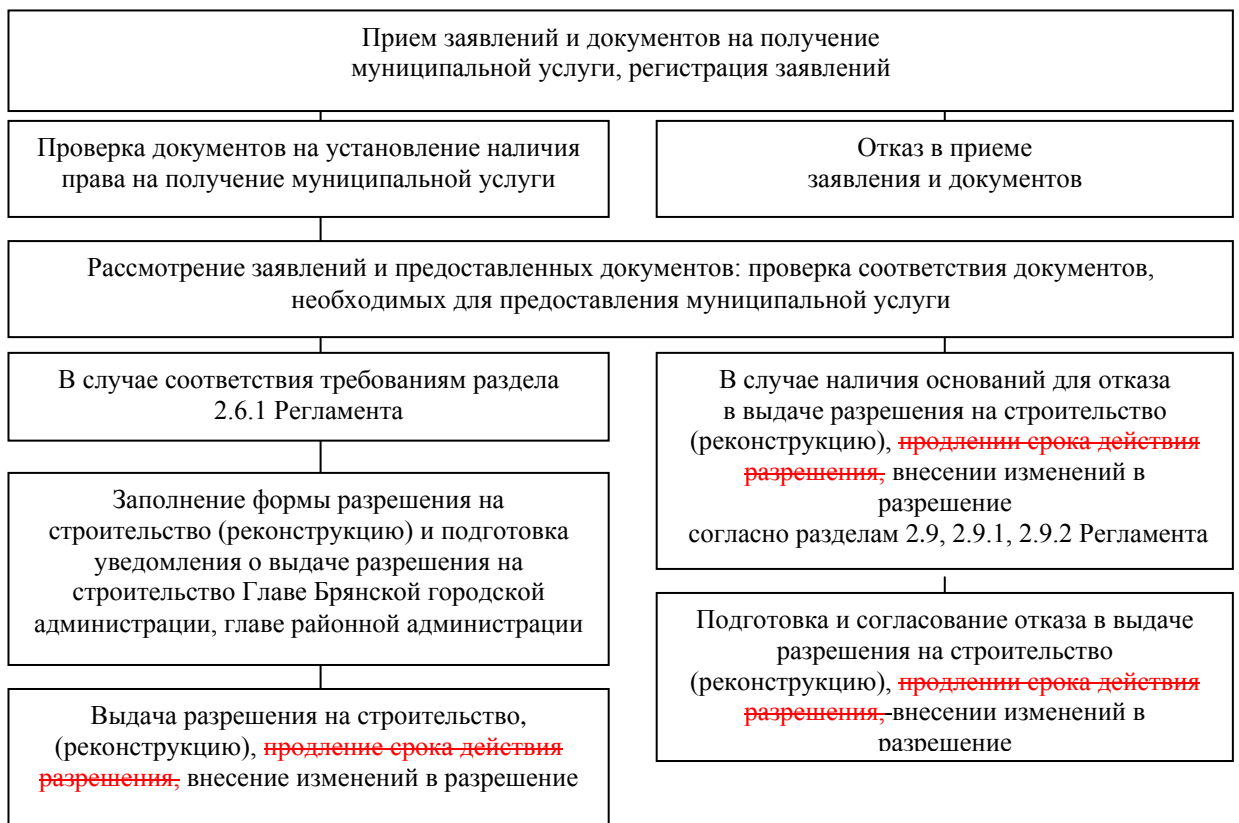 Прием заявлений и документов на получение
муниципальной услуги, регистрация заявлений
Проверка документов на установление наличия
права на получение муниципальной услуги
Отказ в приеме
заявления и документов
Рассмотрение заявлений и предоставленных документов: проверка соответствия документов,
необходимых для предоставления муниципальной услуги
В случае соответствия требованиям раздела
2.6.1 Регламента
В случае наличия оснований для отказа
в выдаче разрешения на строительство
(реконструкцию), продлении срока действия
разрешения, внесении изменений в
разрешение
согласно разделам 2.9, 2.9.1, 2.9.2 Регламента
Заполнение формы разрешения на
строительство (реконструкцию) и подготовка
уведомления о выдаче разрешения на
строительство Главе Брянской городской
администрации, главе районной администрации
Подготовка и согласование отказа в выдаче
разрешения на строительство
(реконструкцию), продлении срока действия
разрешения, внесении изменений в
разрешение
Выдача разрешения на строительство,
(реконструкцию), продление срока действия
разрешения, внесение изменений в разрешение